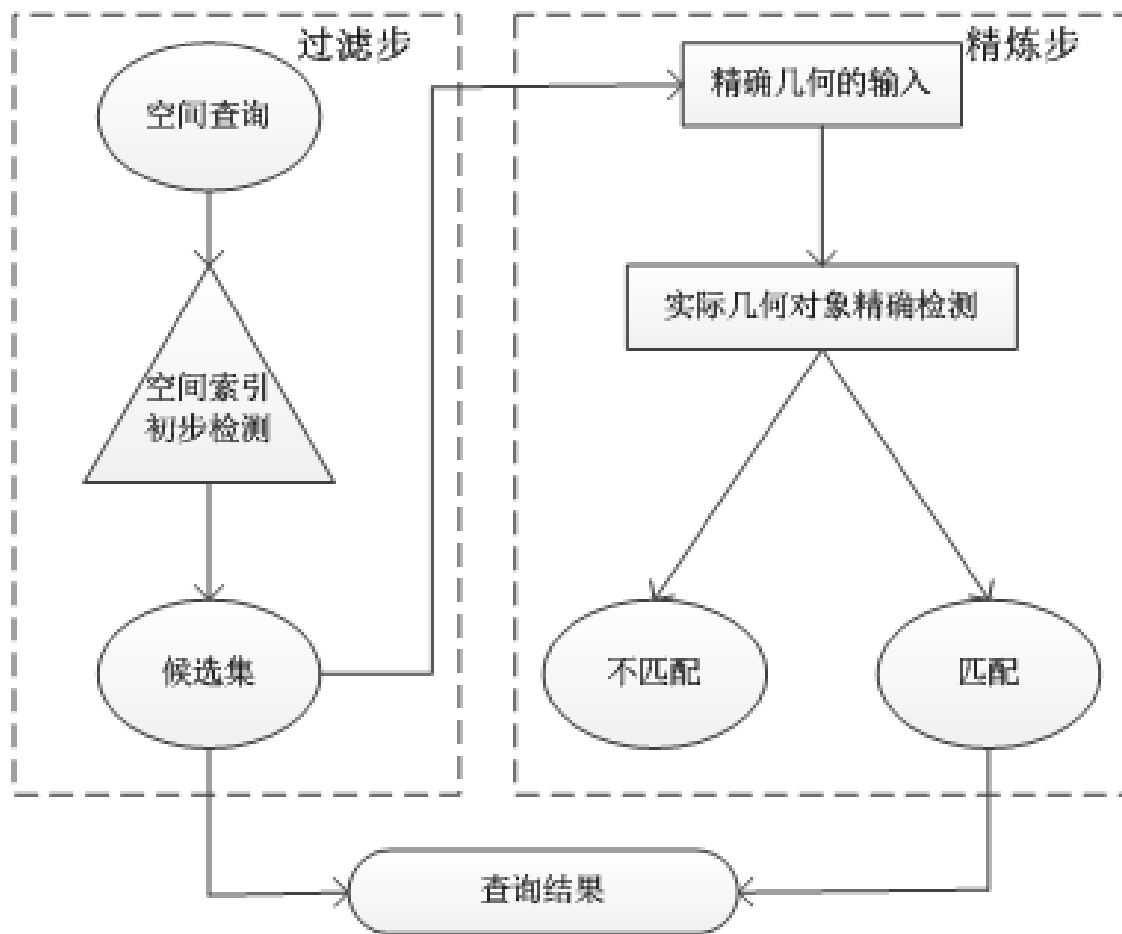 过滤步
空间查询
空间索引
初步检测
候选集
精炼步
精确几何的输入
实际几何对象精确检测
不匹配
匹配
查询结果